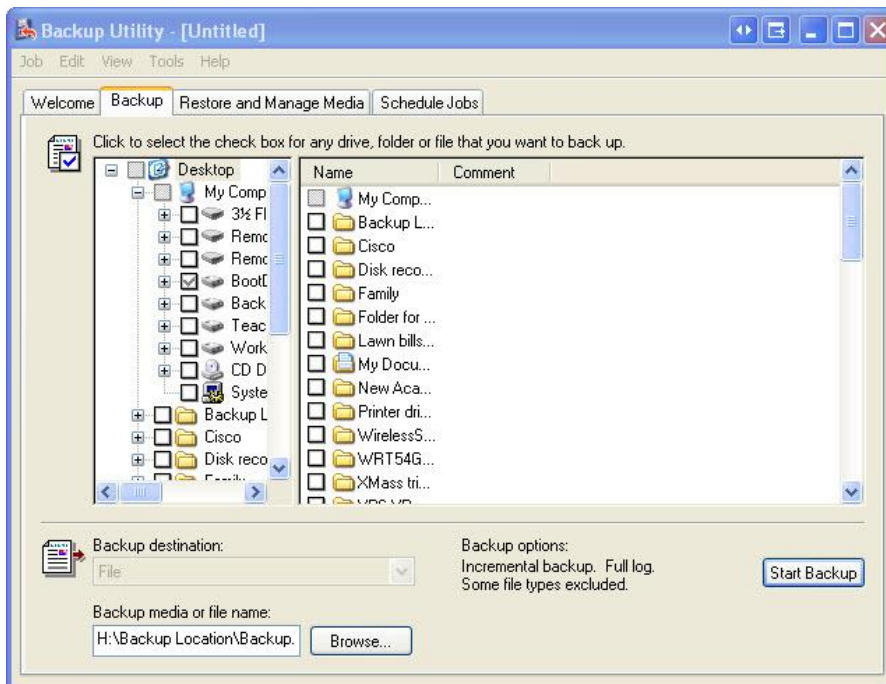 Backup Utility - [Untitled]
Job Edit View Tools Help
Welcome Backup Restore and Manage Media Schedule Jobs
Click to select the check box for any drive, folder or file that you want to back up.
Desktop
My Comp
3½ Fl
Remo
Remo
BootD
Back
Teac
Work
CD D
Syste
Backup L
Cisco
Disk reco
Name Comment
My Comp...
Backup L...
Cisco
Disk reco...
Family
Folder for ...
Lawn bills...
My Docu...
New Aca...
Printer dri...
WirelessS...
WRT54G...
XMass tri...
Backup destination:
File
Backup media or file name:
H:\Backup Location\Backup.
Browse...
Backup options:
Incremental backup. Full log.
Some file types excluded.
Start Backup